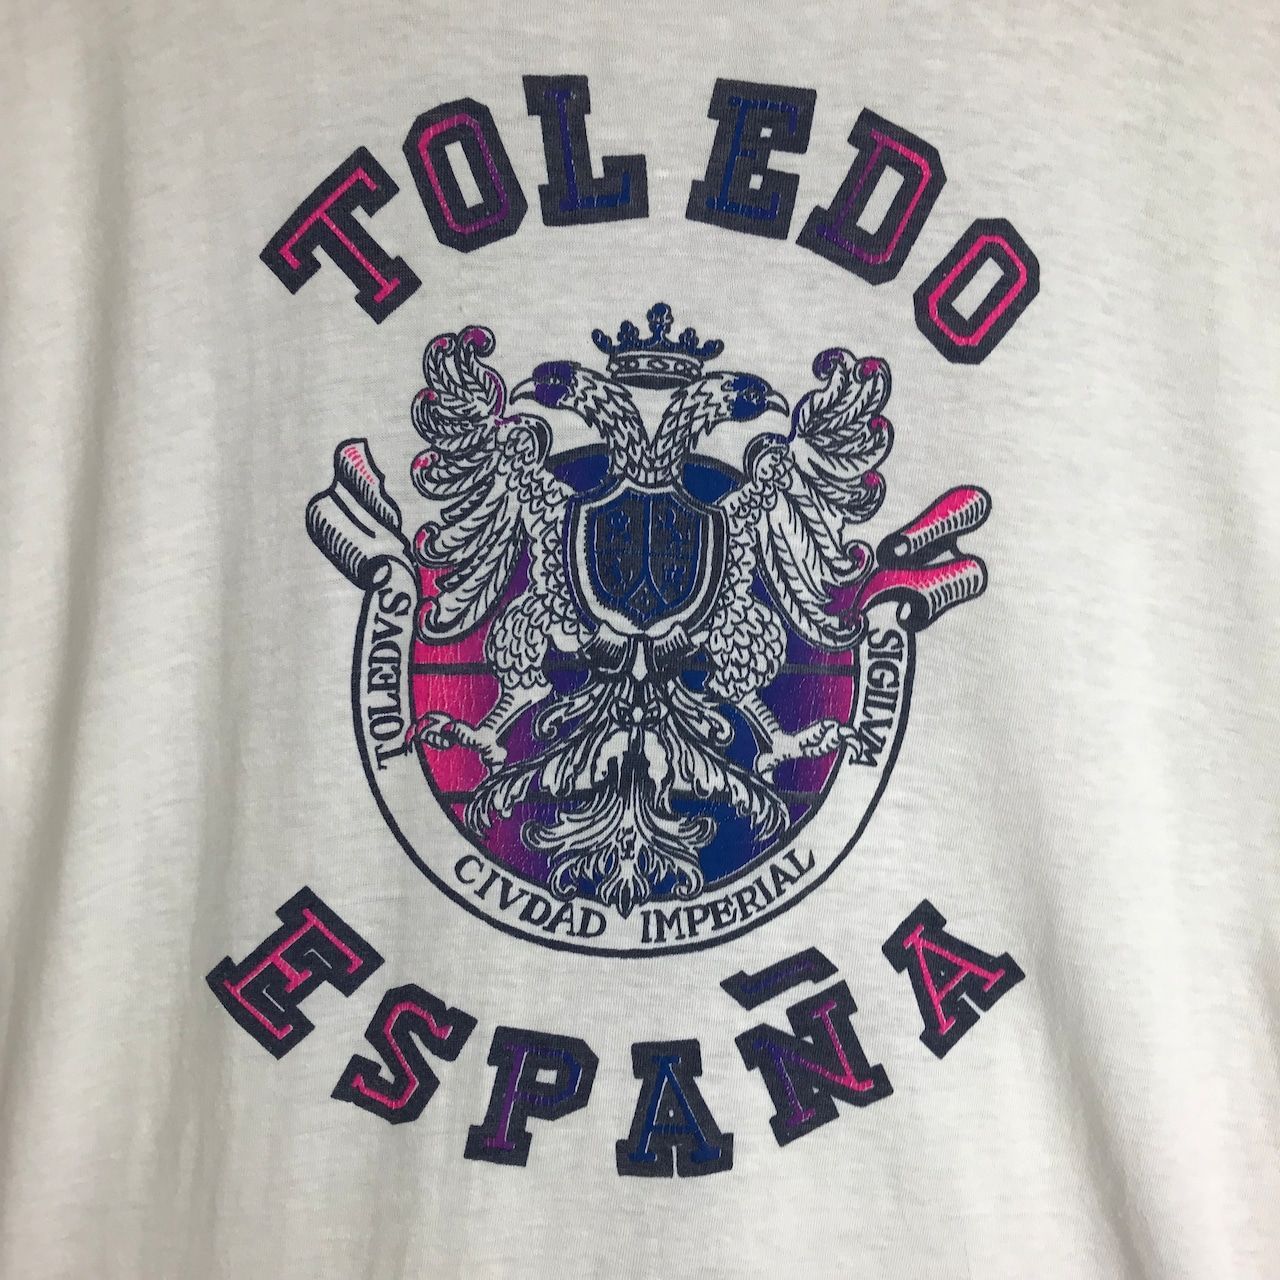 TOLEDO
TOLEDVS
SIGILVM
CIVDAD IMPERIAL
ESPAÑA